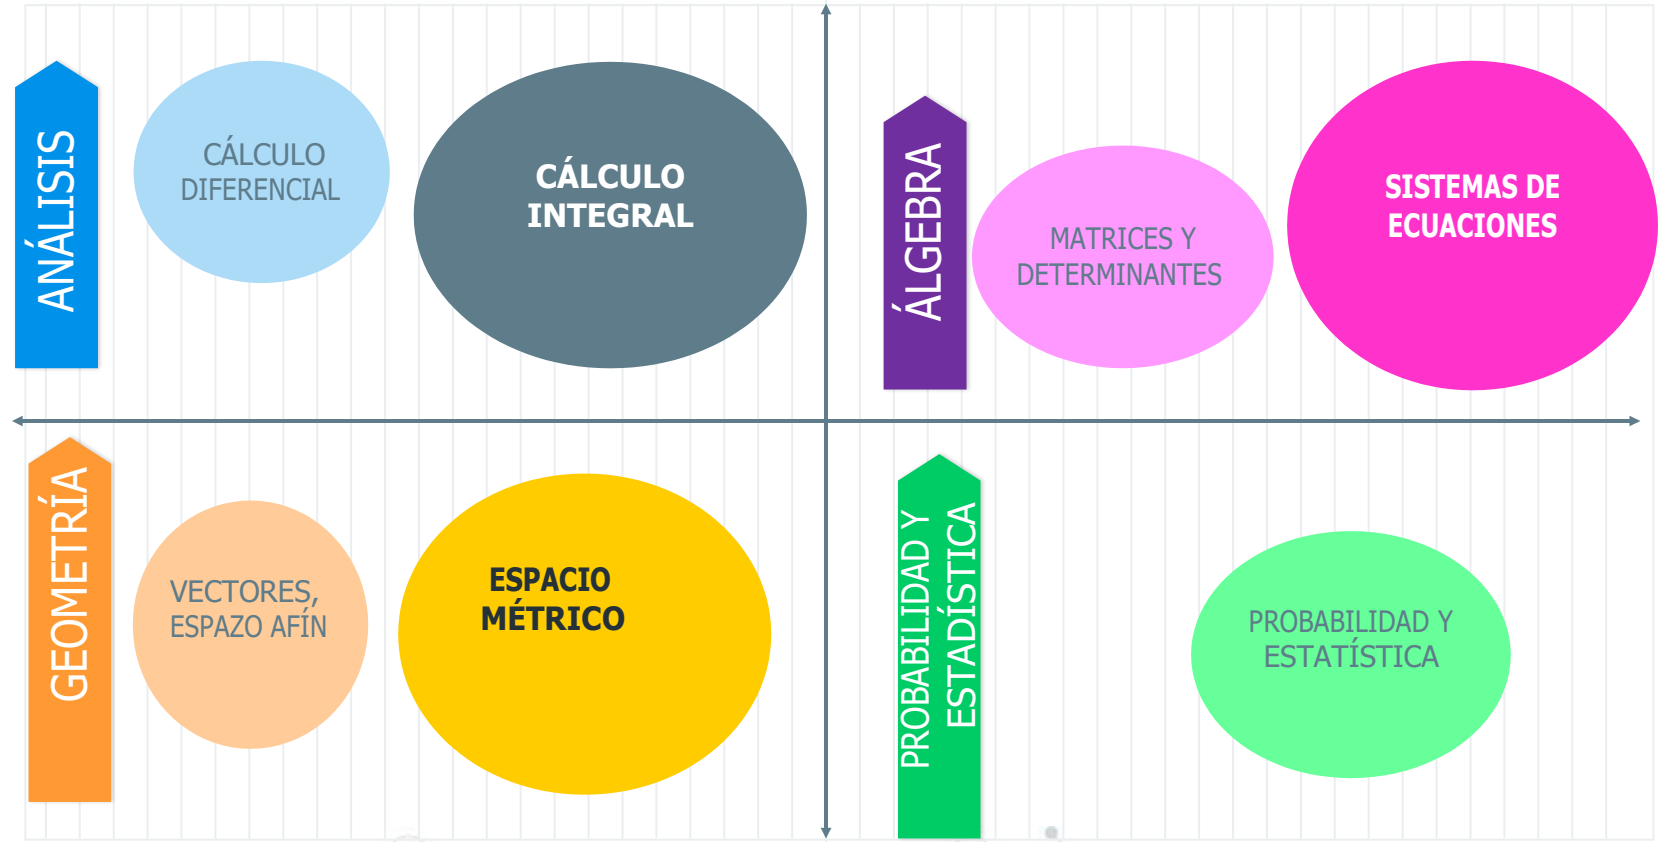 ANÁLISIS
CÁLCULO
DIFERENCIAL
CÁLCULO
INTEGRAL
ÁLGEBRA
MATRICES Y
DETERMINANTES
SISTEMAS DE
ECUACIONES
GEOMETRÍA
VECTORES,
ESPAZO AFÍN
ESPACIO
MÉTRICO
PROBABILIDAD Y
ESTADÍSTICA
PROBABILIDAD Y
ESTATÍSTICA